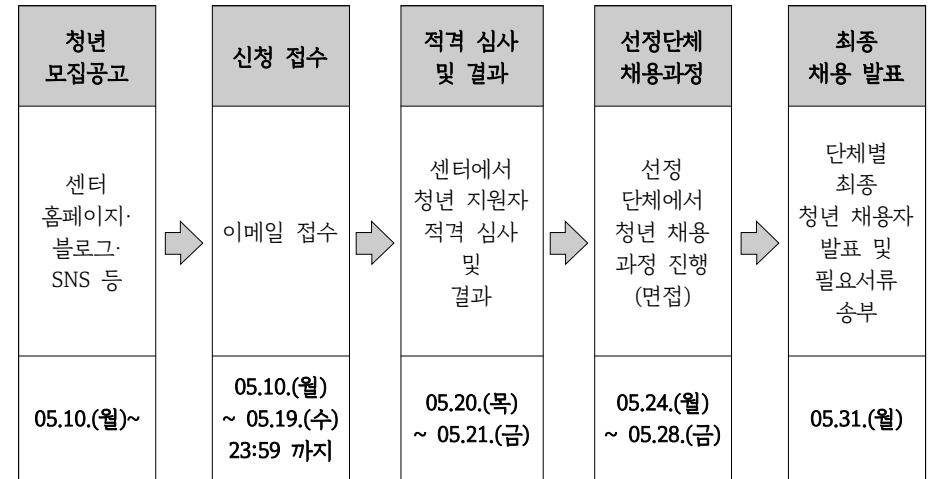 청년
모집공고
신청 접수
적격 심사
및 결과
선정단체
채용과정
최종
채용 발표
센터
홈페이지·
블로그·
SNS 등
이메일 접수
센터에서
청년 지원자
적격 심사
및
결과
선정
단체에서
청년 채용
과정 진행
(면접)
단체별
최종
청년 채용자
발표 및
필요서류
송부
05.10.(월)~
05.10.(월)
~ 05.19.(수)
23:59 까지
05.20.(목)
~ 05.21.(금)
05.24.(월)
~ 05.28.(금)
05.31.(월)